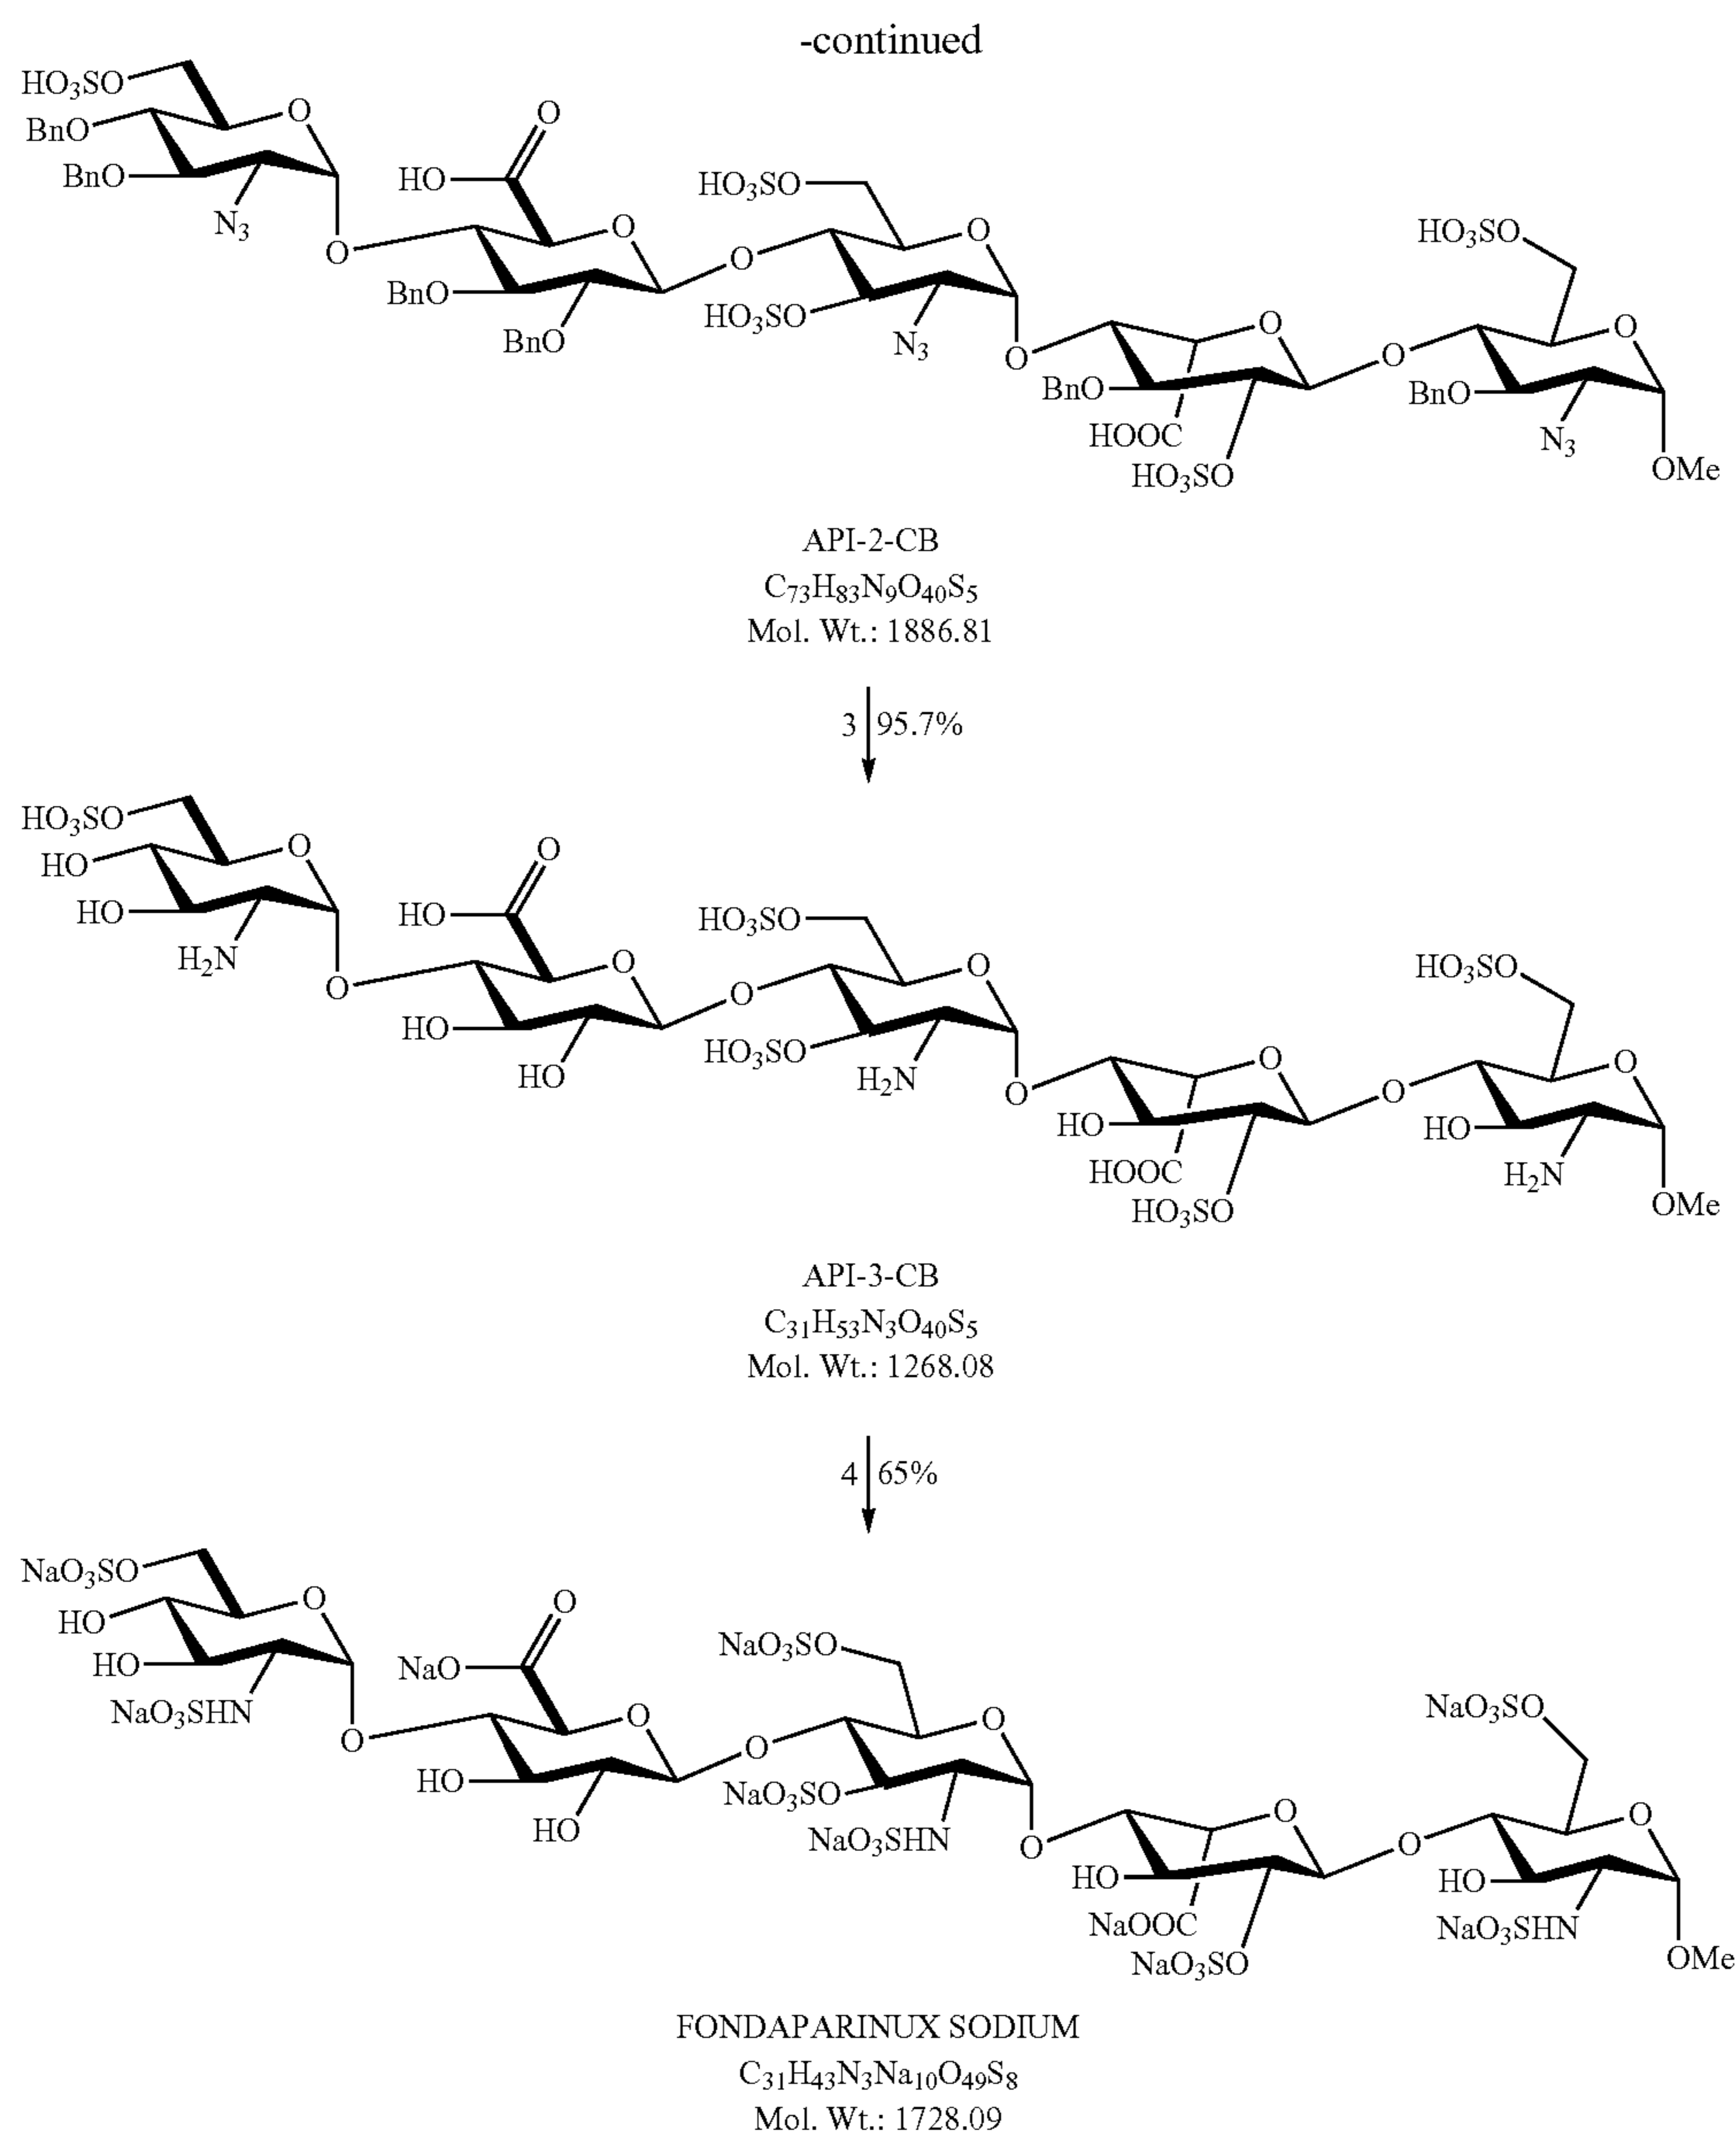 -continued
HO₃SO
BnO
BnO
N₃
O
O
HO
O
O
BnO
BnO
O
HO₃SO
O
HO₃SO
N₃
O
O
BnO
HOOC
HO₃SO
O
HO₃SO
O
BnO
N₃
OMe
API-2-CB
C₇₃H₈₃N₉O₄₀S₅
Mol. Wt.: 1886.81
3 95.7%
HO₃SO
HO
HO
H₂N
O
O
HO
O
O
HO
HO
O
HO₃SO
O
HO₃SO
H₂N
O
O
HO
HOOC
HO₃SO
O
HO₃SO
O
HO
H₂N
OMe
API-3-CB
C₃₁H₅₃N₃O₄₀S₅
Mol. Wt.: 1268.08
4 65%
NaO₃SO
HO
HO
NaO₃SHN
O
O
NaO
O
O
HO
HO
O
NaO₃SO
O
NaO₃SO
NaO₃SHN
O
O
HO
NaOOC
NaO₃SO
O
NaO₃SO
O
HO
NaO₃SHN
OMe
FONDAPARINUX SODIUM
C₃₁H₄₃N₃Na₁₀O₄₉S₈
Mol. Wt.: 1728.09